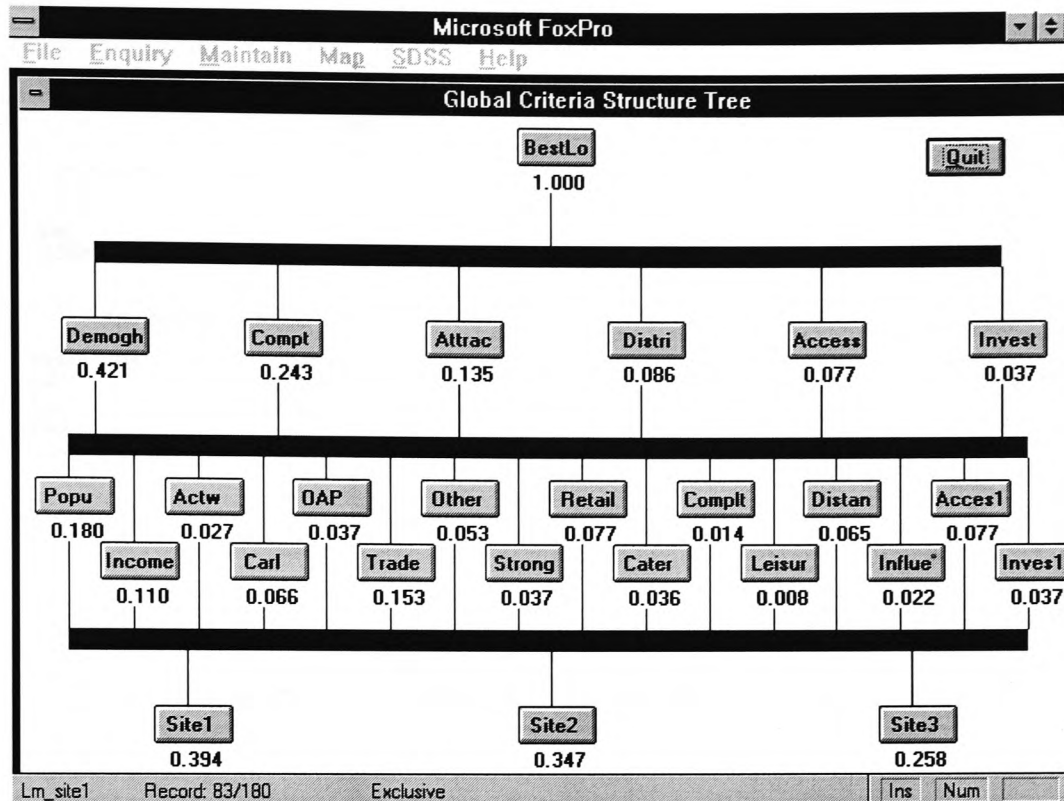 Microsoft FoxPro
File Enquiry Maintain Map SDSS Help
Global Criteria Structure Tree
BestLo
1.000
Quit
Demogh Compt Attrac Distri Access Invest
0.421 0.243 0.135 0.086 0.077 0.037
Popu Actw OAP Other Retail Complt Distan Acces1
0.180 0.027 0.037 0.053 0.077 0.014 0.065 0.077
Income Carl Trade Strong Cater Leisur Influe* Inves1
0.110 0.066 0.153 0.037 0.036 0.008 0.022 0.037
Site1 Site2 Site3
0.394 0.347 0.258
Lm_site1 Record: 83/180 Exclusive Ins Num